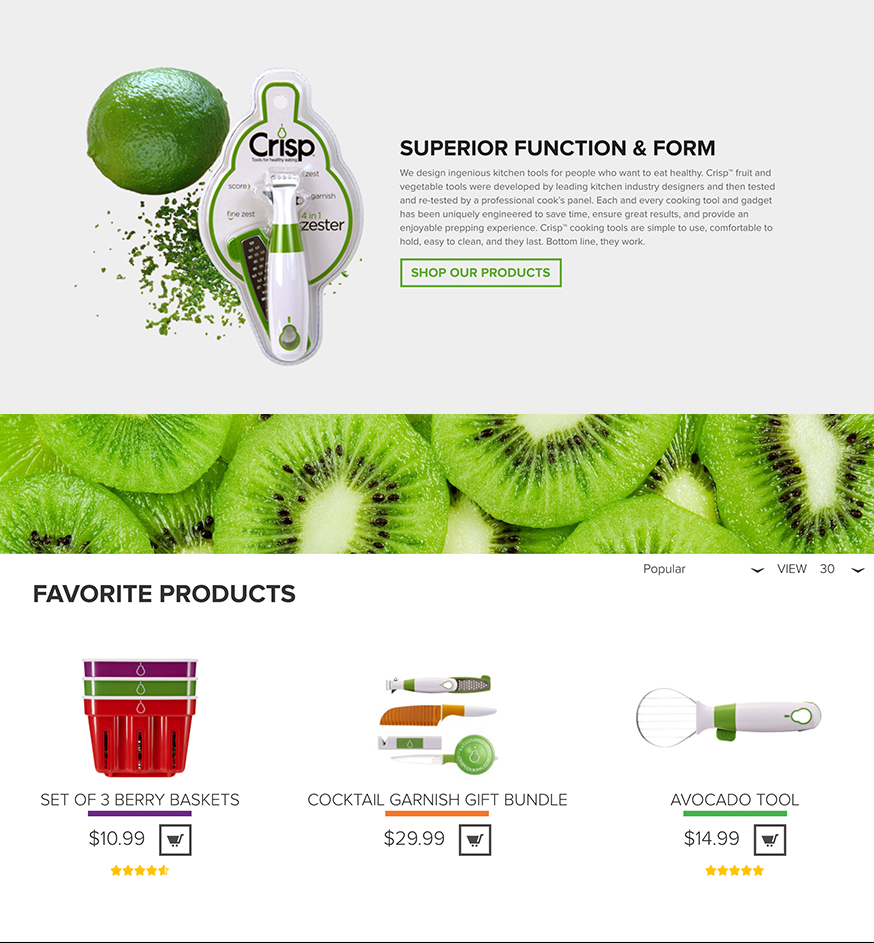 Crisp
Tools for healthy eating
zest
score
garnish
fine zest
4 in 1
zester
SUPERIOR FUNCTION & FORM
We design ingenious kitchen tools for people who want to eat healthy. Crisp™ fruit and
vegetable tools were developed by leading kitchen industry designers and then tested
and re-tested by a professional cook's panel. Each and every cooking tool and gadget
has been uniquely engineered to save time, ensure great results, and provide an
enjoyable prepping experience. Crisp™ cooking tools are simple to use, comfortable to
hold, easy to clean, and they last. Bottom line, they work.
SHOP OUR PRODUCTS
Popular VIEW 30
FAVORITE PRODUCTS
SET OF 3 BERRY BASKETS COCKTAIL GARNISH GIFT BUNDLE AVOCADO TOOL
$10.99 $29.99 $14.99